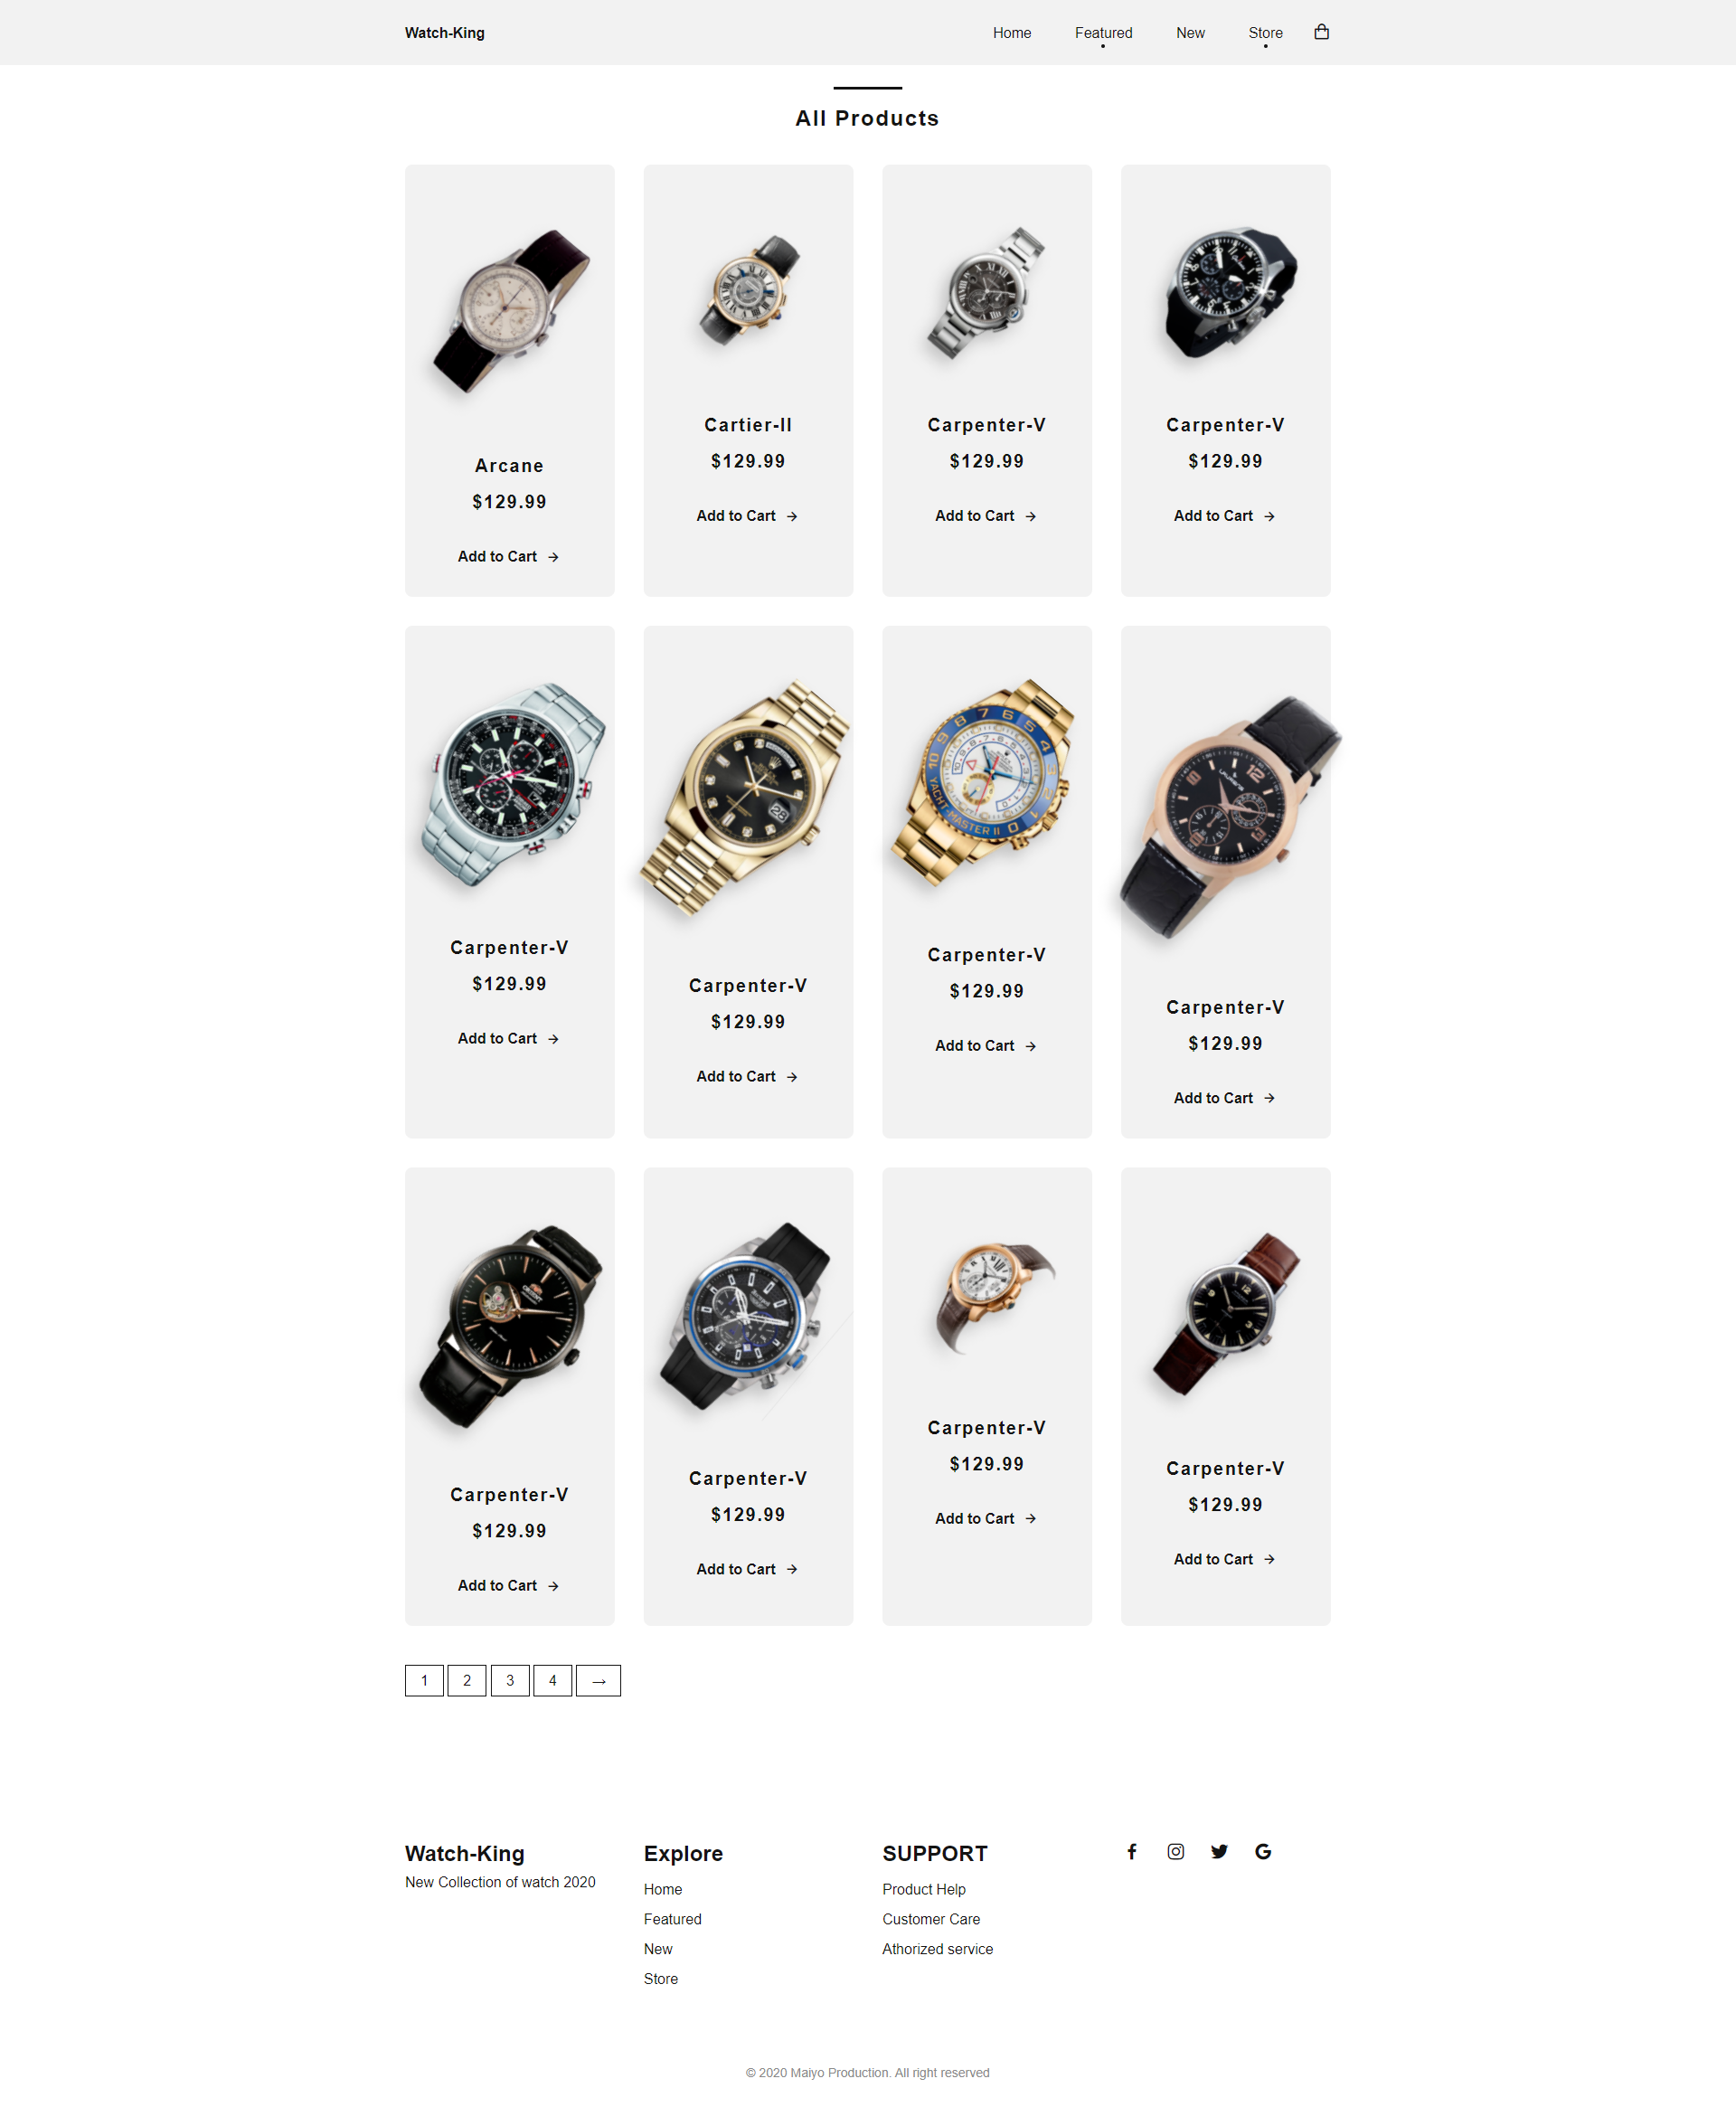 Watch-King
Home
Featured
New
Store
All Products
Arcane
$129.99
Add to Cart →
Cartier-II
$129.99
Add to Cart →
Carpenter-V
$129.99
Add to Cart →
Carpenter-V
$129.99
Add to Cart →
Carpenter-V
$129.99
Add to Cart →
Carpenter-V
$129.99
Add to Cart →
YACHT-MASTER II
Carpenter-V
$129.99
Add to Cart →
Carpenter-V
$129.99
Add to Cart →
Carpenter-V
$129.99
Add to Cart →
Carpenter-V
$129.99
Add to Cart →
Carpenter-V
$129.99
Add to Cart →
Carpenter-V
$129.99
Add to Cart →
1 2 3 4 →
Watch-King
New Collection of watch 2020
Explore
Home
Featured
New
Store
SUPPORT
Product Help
Customer Care
Athorized service
© 2020 Maiyo Production. All right reserved